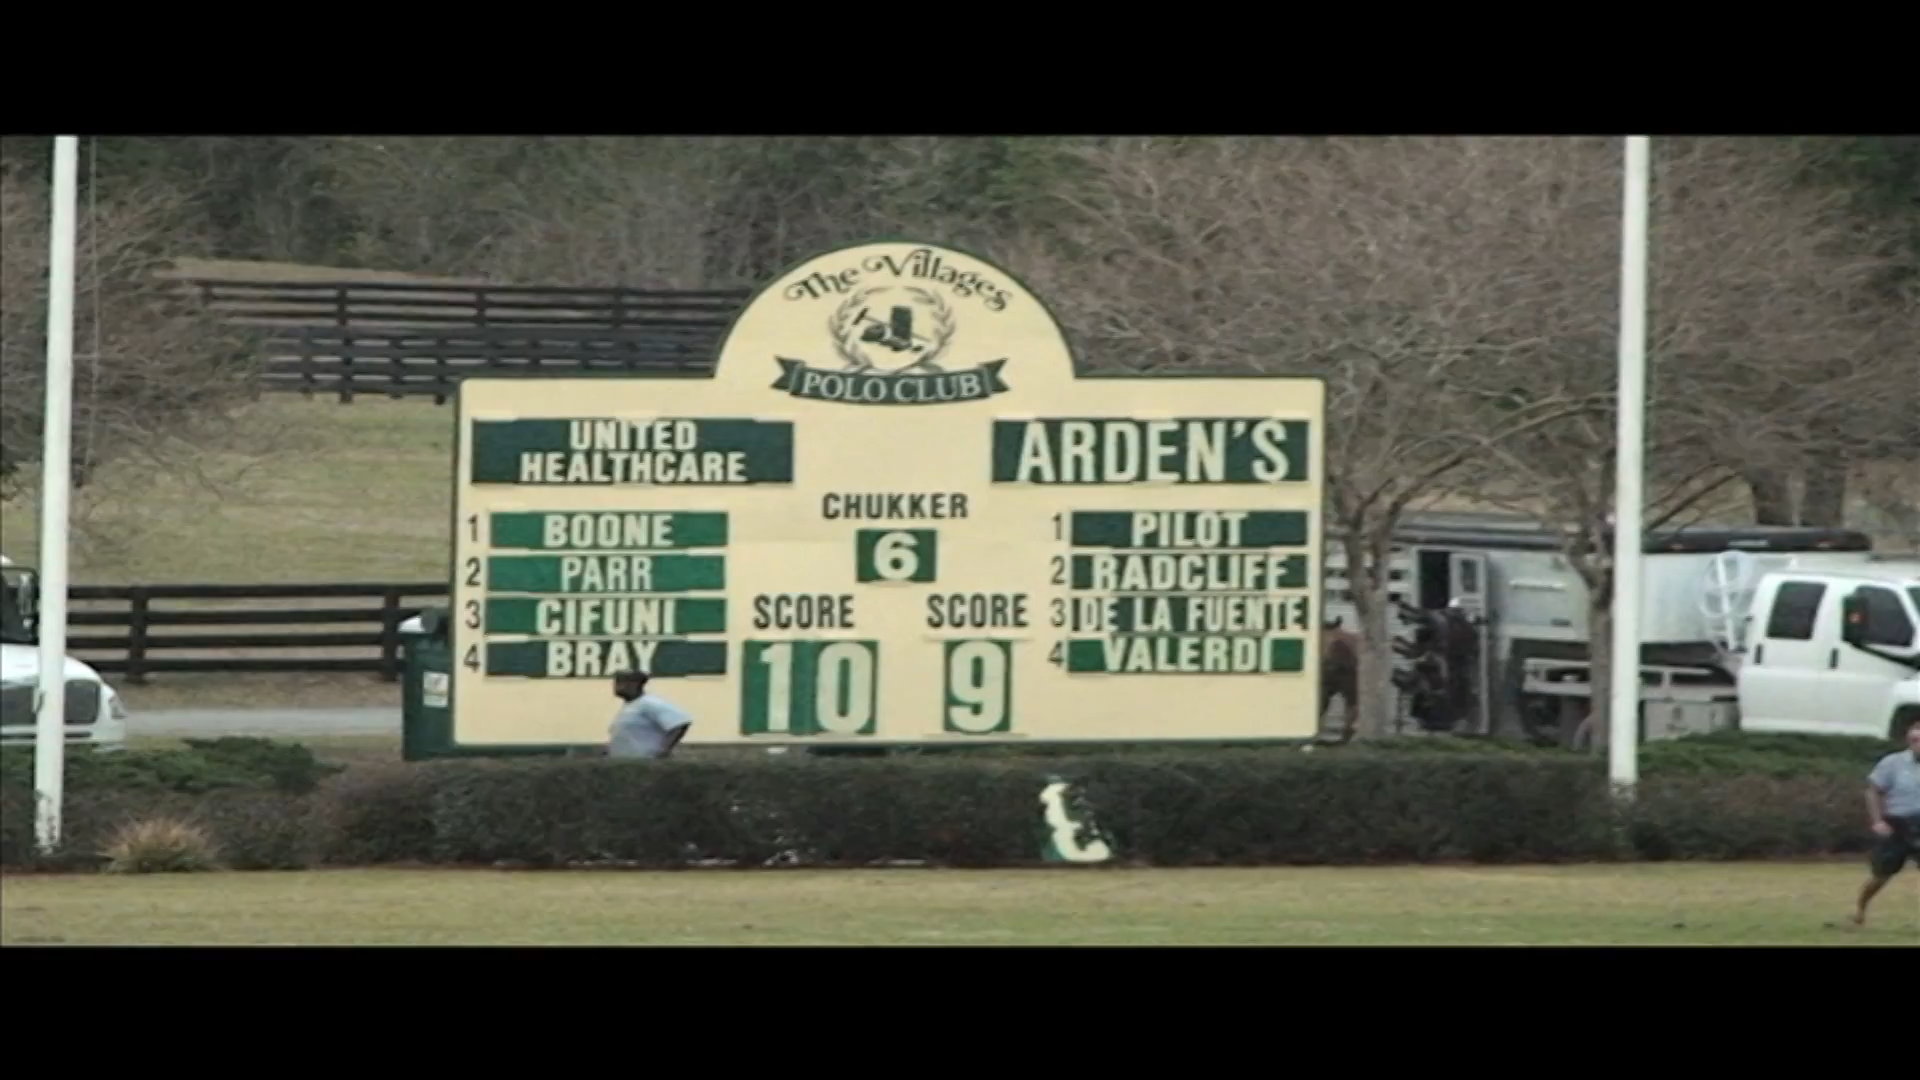 The Villages
POLO CLUB
UNITED
HEALTHCARE
ARDEN'S
CHUKKER
6
1 BOONE
2 PARR
3 CIFUNI
4 BRAY
SCORE
10
SCORE
9
1 PILOT
2 RADCLIFF
3 DE LA FUENTE
4 VALERDI